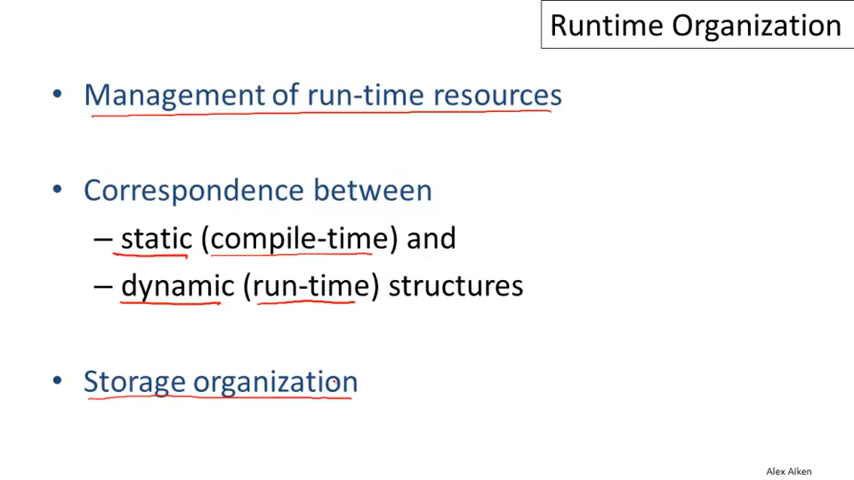 Runtime Organization
• Management of run-time resources
• Correspondence between
– static (compile-time) and
– dynamic (run-time) structures
• Storage organization
Alex Aiken